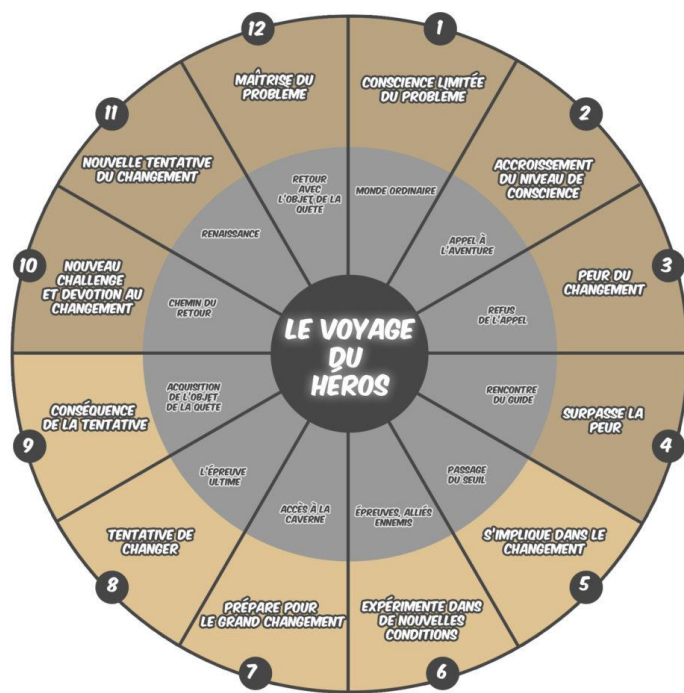 LE VOYAGE
DU
HÉROS
1
CONSCIENCE LIMITÉE
DU PROBLÈME
MONDE ORDINAIRE
2
ACCROISSEMENT
DU NIVEAU DE
CONSCIENCE
APPEL À
L'AVENTURE
3
PEUR DU
CHANGEMENT
REFUS
DE L'APPEL
4
SURPASSE LA
PEUR
RENCONTRE
DU GUIDE
5
S'IMPLIQUE DANS LE
CHANGEMENT
PASSAGE
DU SEUIL
6
EXPÉRIMENTE DANS
DE NOUVELLES
CONDITIONS
ÉPREUVES, ALLIÉS
ENNEMIS
7
PRÉPARE POUR
LE GRAND CHANGEMENT
ACCÈS À LA
CAVERNE
8
TENTATIVE DE
CHANGER
L'ÉPREUVE
ULTIME
9
CONSÉQUENCE
DE LA TENTATIVE
ACQUISITION
DE L'OBJET
DE LA QUÊTE
10
NOUVEAU
CHALLENGE
ET DEVOTION AU
CHANGEMENT
CHEMIN DU
RETOUR
11
NOUVELLE TENTATIVE
DU CHANGEMENT
RENAISSANCE
12
MAÎTRISE DU
PROBLÈME
RETOUR
AVEC
L'OBJET DE LA
QUÊTE